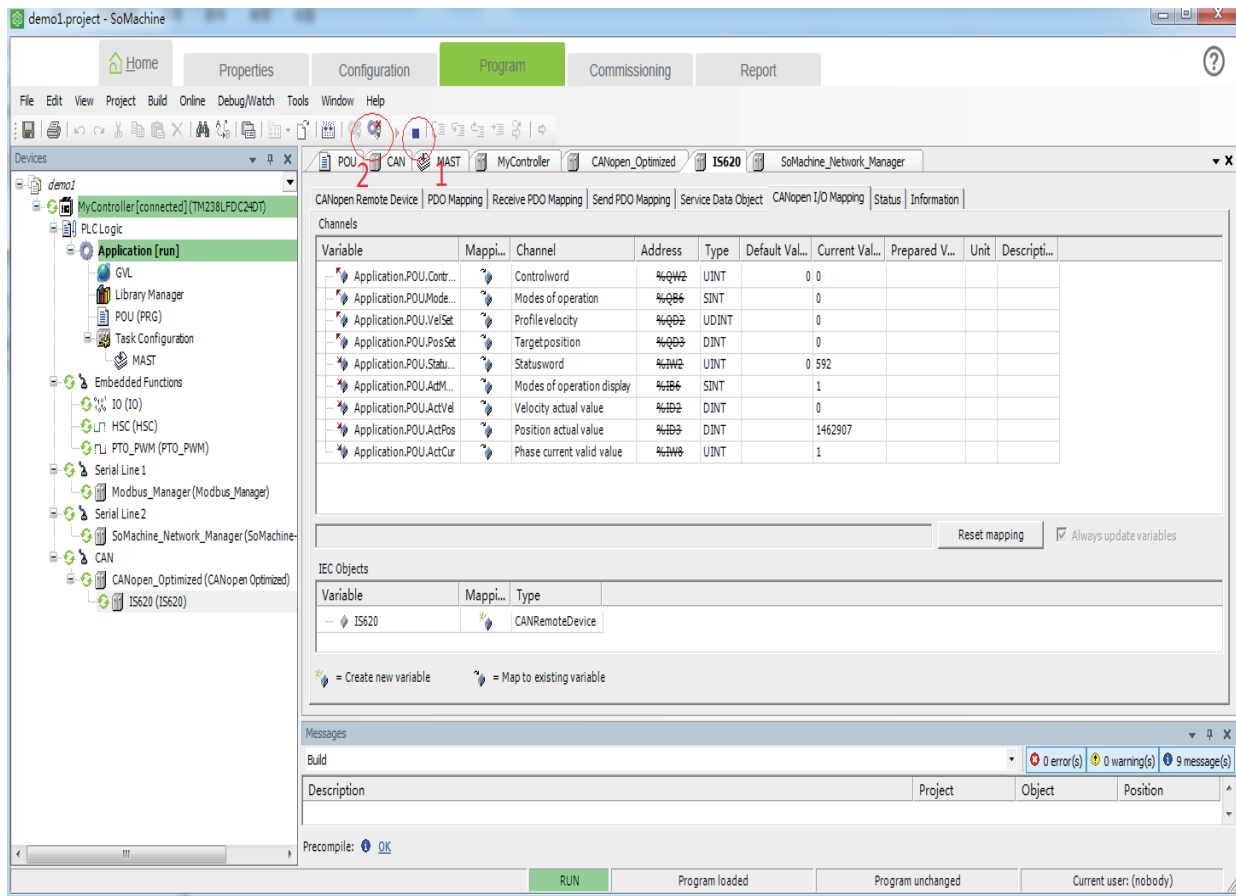 demo1.project - SoMachine
Home
Properties
Configuration
Program
Commissioning
Report
File Edit View Project Build Online Debug/Watch Tools Window Help
Devices
demo1
MyController [connected] (TM238LFDC24DT)
PLC Logic
Application [run]
GVL
Library Manager
POU (PRG)
Task Configuration
MAST
Embedded Functions
IO (IO)
HSC (HSC)
PTO_PWM (PTO_PWM)
Serial Line 1
Modbus_Manager (Modbus_Manager)
Serial Line 2
SoMachine_Network_Manager (SoMachine-
CAN
CANopen_Optimized (CANopen Optimized)
IS620 (IS620)
POU CAN MAST MyController CANopen_Optimized IS620 SoMachine_Network_Manager
2 1
CANopen Remote Device PDO Mapping Receive PDO Mapping Send PDO Mapping Service Data Object CANopen I/O Mapping Status Information
Channels
Variable Mappi... Channel Address Type Default Val... Current Val... Prepared V... Unit Descripti...
Application.POU.Contr... Controlword %QW2 UINT 0 0
Application.POU.Mode... Modes of operation %QB6 SINT 0
Application.POU.VelSet Profilevelocity %QD2 UDINT 0
Application.POU.PosSet Targetposition %QD3 DINT 0
Application.POU.Statu... Statusword %IW2 UINT 0 592
Application.POU.ActM... Modes of operation display %IB6 SINT 1
Application.POU.ActVel Velocity actual value %ID2 DINT 0
Application.POU.ActPos Position actual value %ID3 DINT 1462907
Application.POU.ActCur Phase current valid value %IW8 UINT 1
Reset mapping
Always update variables
IEC Objects
Variable Mappi... Type
IS620 CANRemoteDevice
= Create new variable = Map to existing variable
Messages
Build
0 error(s) 0 warning(s) 9 message(s)
Description Project Object Position
Precompile: OK
RUN Program loaded Program unchanged Current user: (nobody)